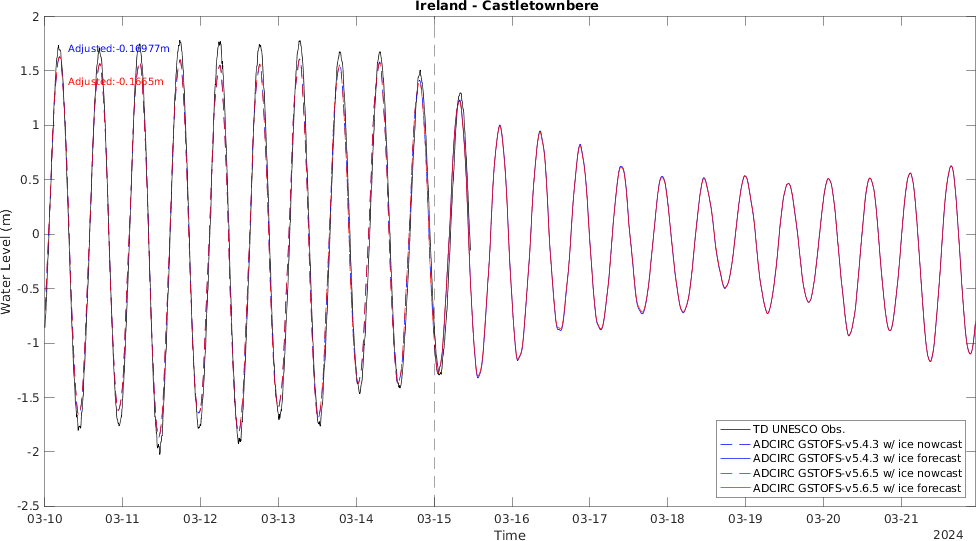 Ireland - Castletownbere
Water Level (m)
2
1.5
1
0.5
0
-0.5
-1
-1.5
-2
-2.5
Adjusted:-0.16977m
Adjusted:-0.1665m
TD UNESCO Obs.
ADCIRC GSTOFS-v5.4.3 w/ ice nowcast
ADCIRC GSTOFS-v5.4.3 w/ ice forecast
ADCIRC GSTOFS-v5.6.5 w/ ice nowcast
ADCIRC GSTOFS-v5.6.5 w/ ice forecast
03-10 03-11 03-12 03-13 03-14 03-15 03-16 03-17 03-18 03-19 03-20 03-21
Time
2024